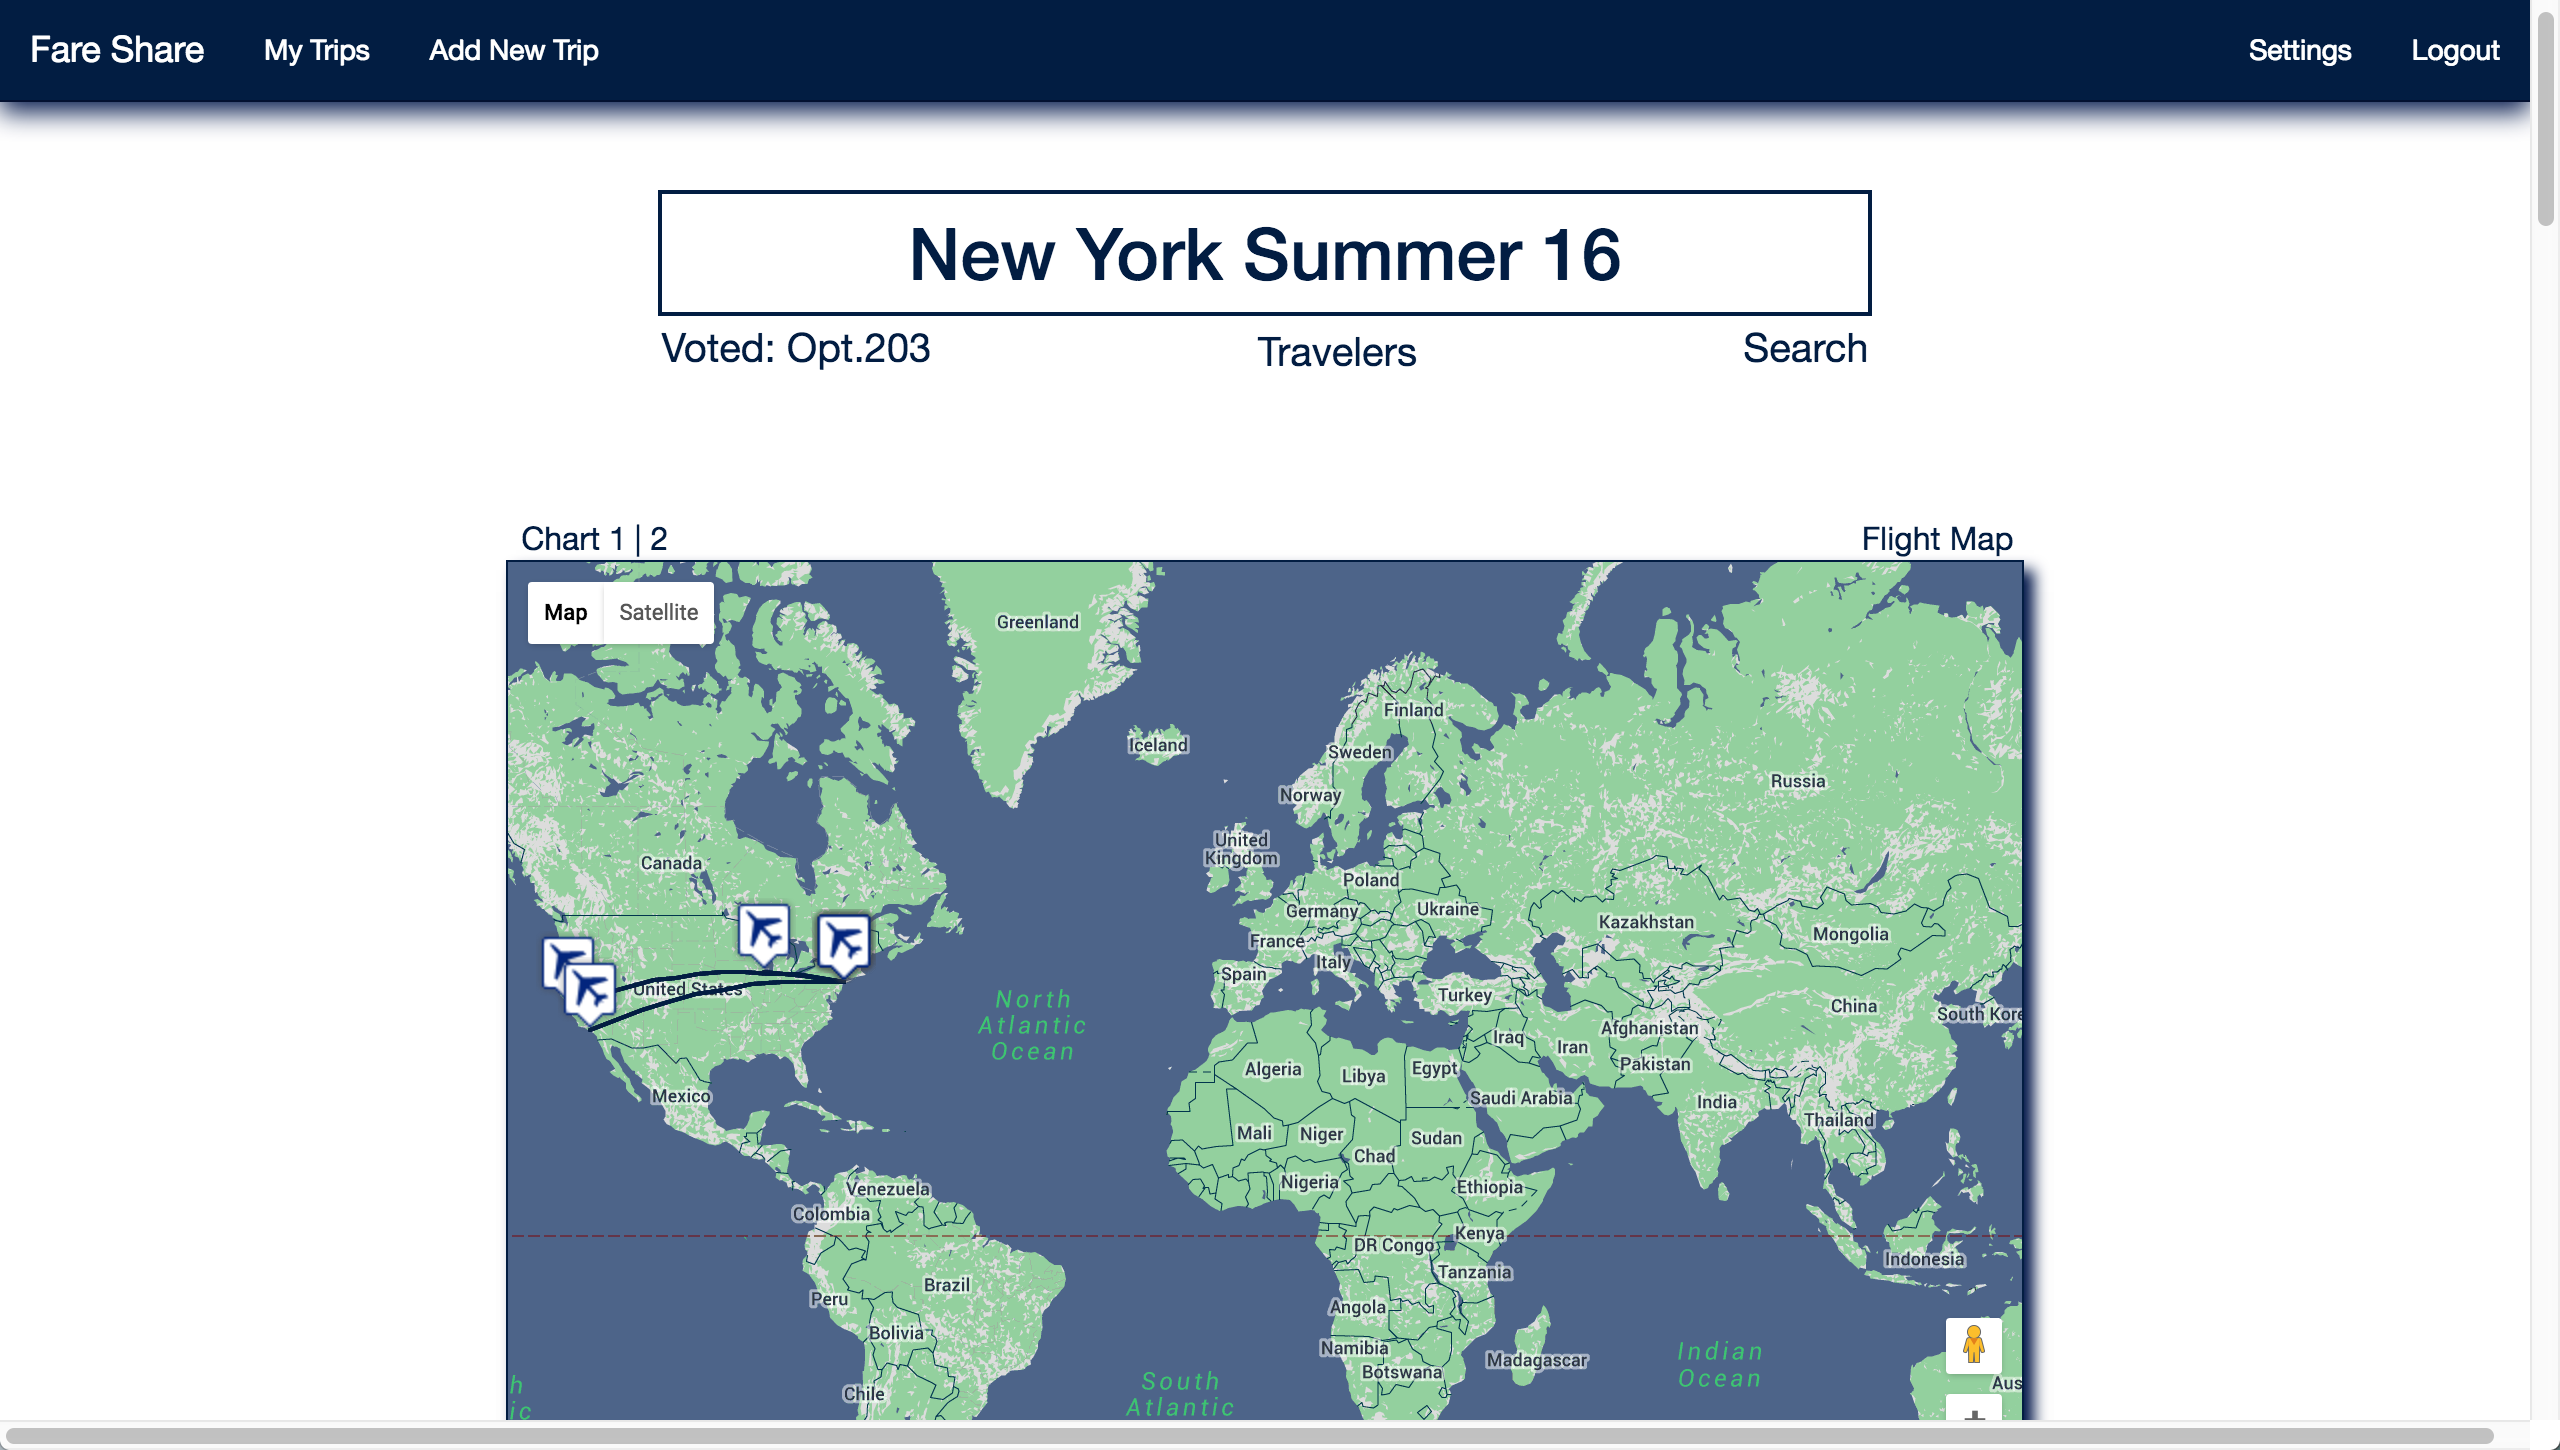 Fare Share My Trips Add New Trip Settings Logout
New York Summer 16
Voted: Opt.203 Travelers Search
Chart 1 | 2 Flight Map
Map Satellite
Greenland
Finland
Iceland
Sweden
Russia
Norway
United
Kingdom
Canada
Poland
Germany
Ukraine
Kazakhstan
Mongolia
France
Italy
Spain
United States
Turkey
North
Atlantic
Ocean
China
South Kore
Afghanistan
Iraq
Iran
Pakistan
Algeria
Libya
Egypt
Mexico
Saudi Arabia
India
Thailand
Mali
Niger
Sudan
Chad
Nigeria
Ethiopia
Venezuela
Colombia
Kenya
DR Congo
Indonesia
Tanzania
Brazil
Peru
Angola
Bolivia
Namibia
Madagascar
Botswana
Indian
Ocean
Chile
South
Atlantic
Aus
h
ic